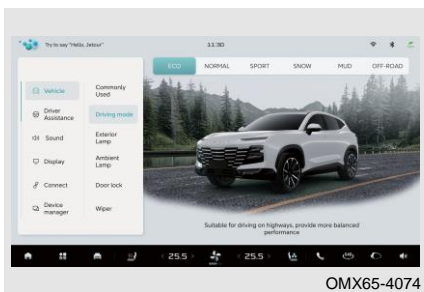 Try to say "Hello, Jetour"
11:30
ECO NORMAL SPORT SNOW MUD OFF-ROAD
Vehicle
Driver
Assistance
Sound
Display
Connect
Device
manager
Commonly
Used
Driving mode
Exterior
Lamp
Ambient
Lamp
Door lock
Wiper
Suitable for driving on highways, provide more balanced
performance
25.5 25.5
OMX65-4074